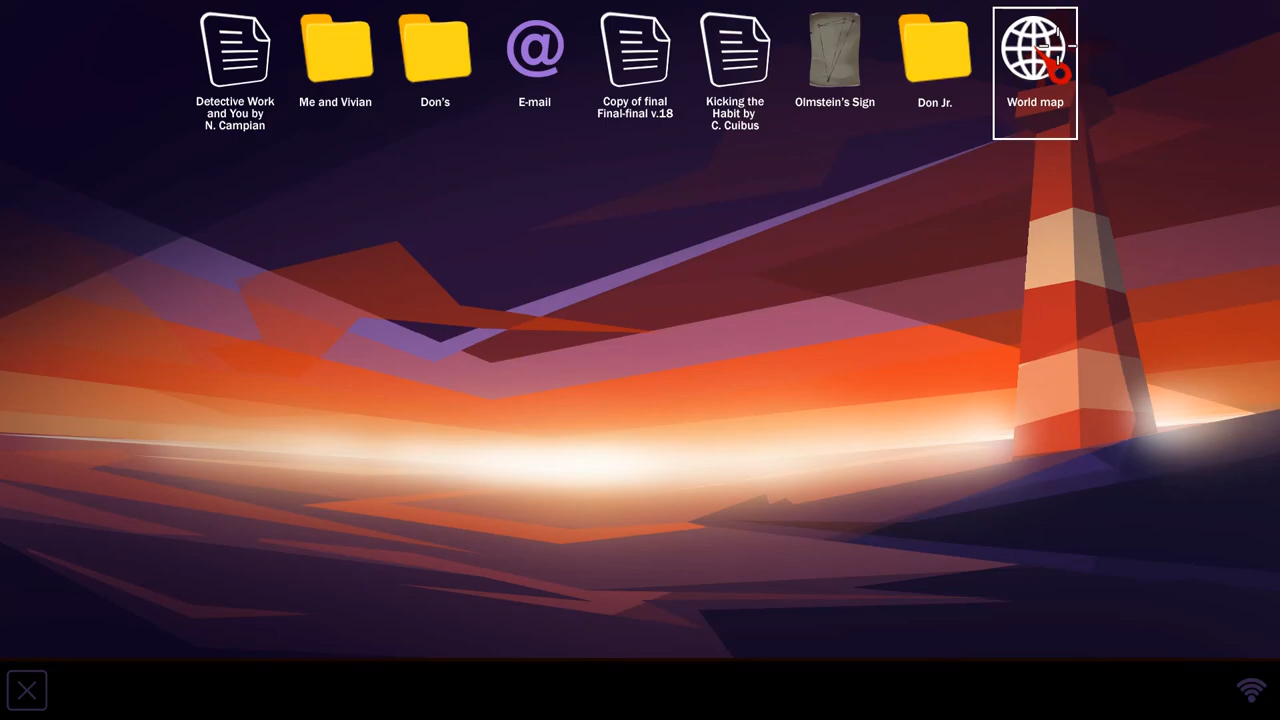 Detective Work
and You by
N. Campian
Me and Vivian
Don's
E-mail
Copy of final
Final-final v.18
Kicking the
Habit by
C. Cuibus
Olmstein's Sign
Don Jr.
World map